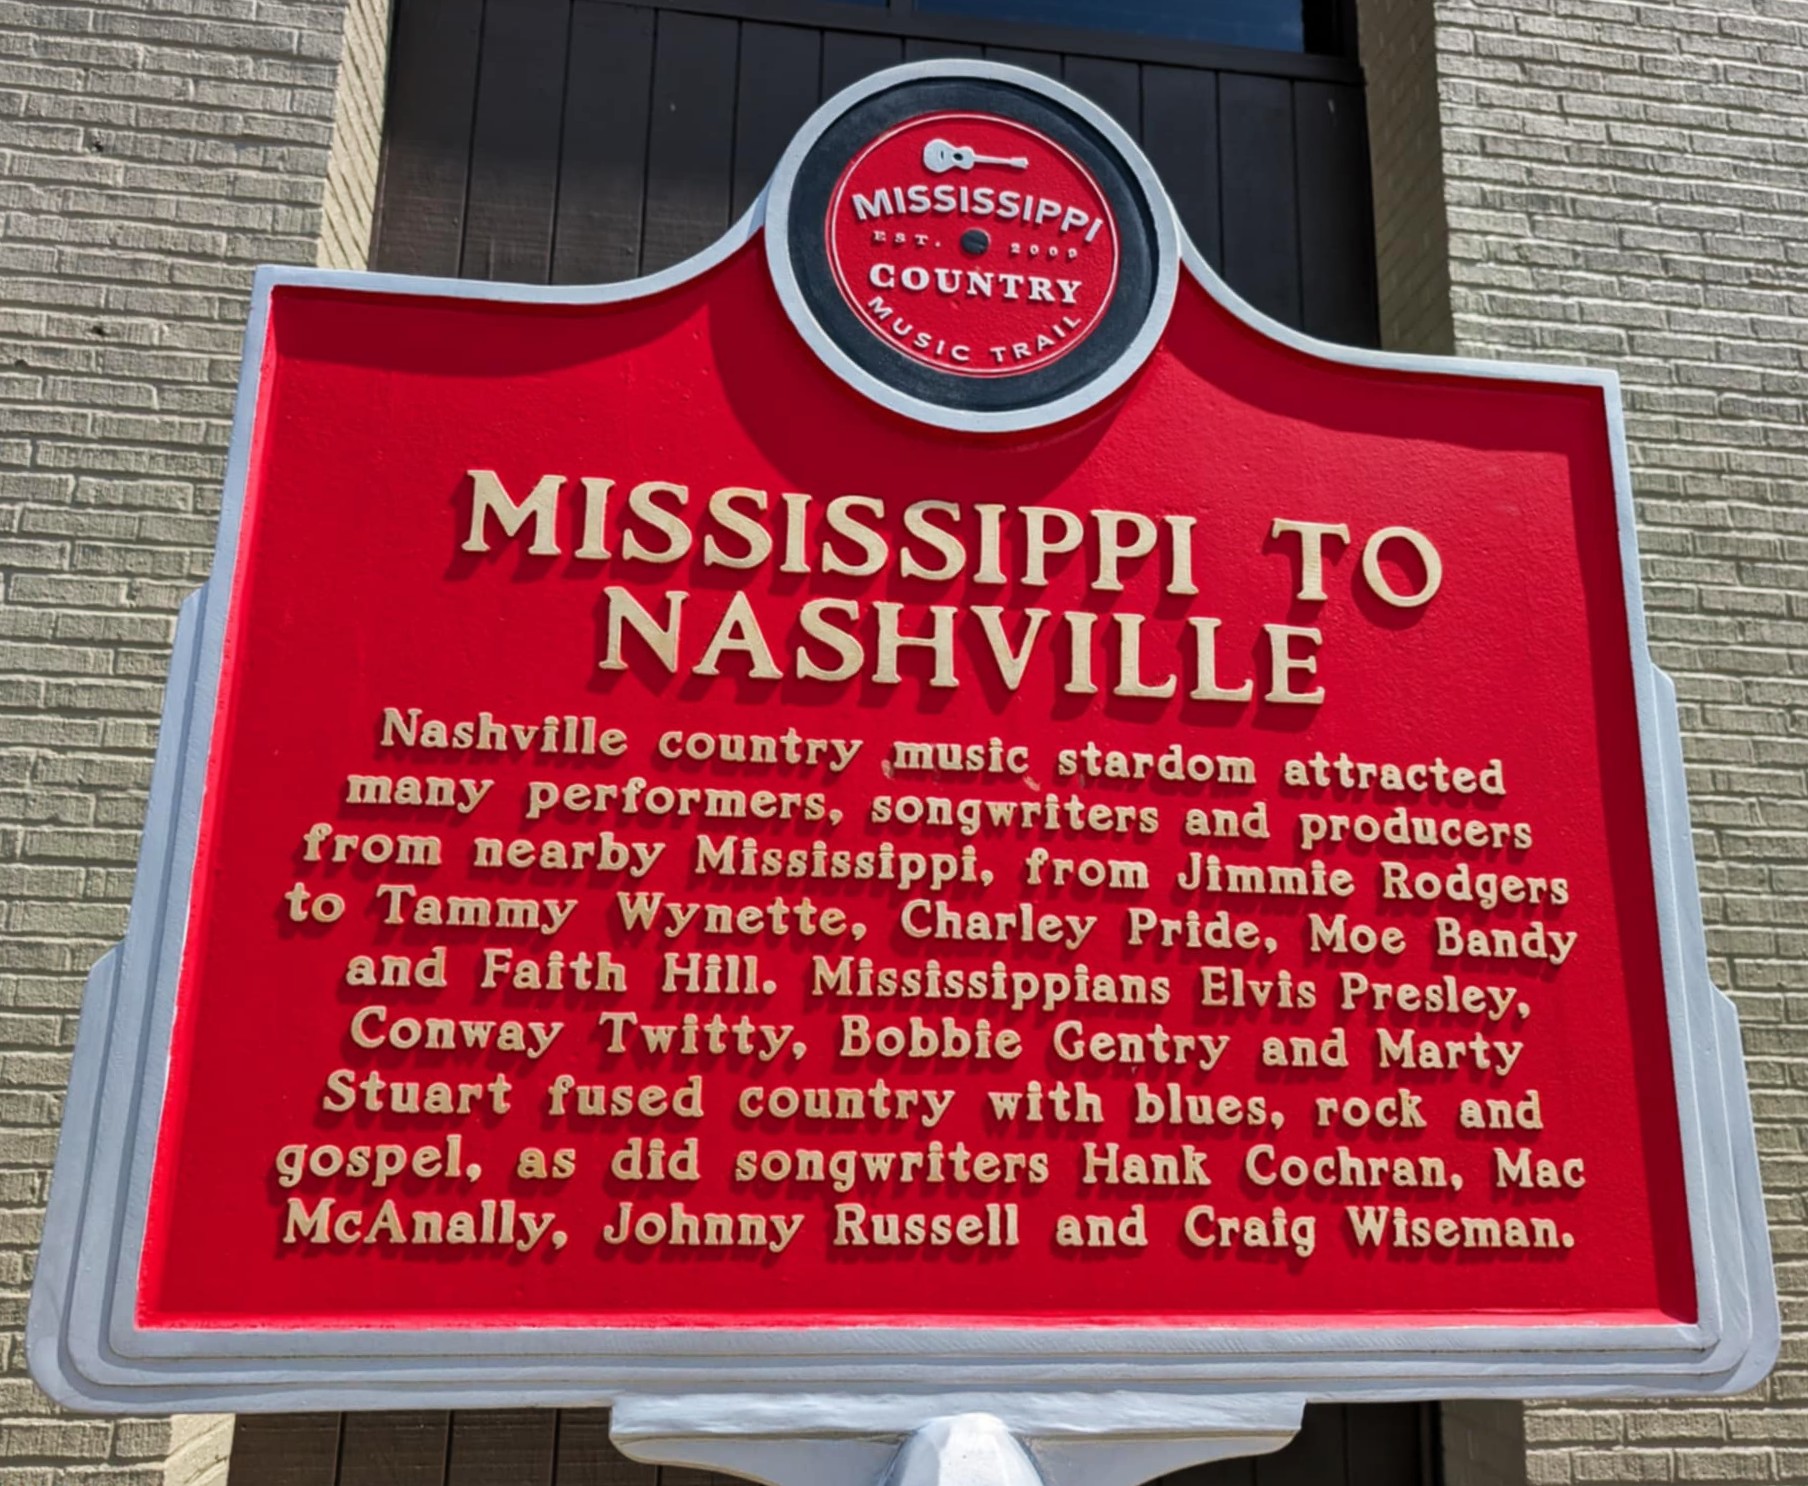 MISSISSIPPI
EST. 2009
COUNTRY
MUSIC TRAIL
MISSISSIPPI TO
NASHVILLE
Nashville country music stardom attracted
many performers, songwriters and producers
from nearby Mississippi, from Jimmie Rodgers
to Tammy Wynette, Charley Pride, Moe Bandy
and Faith Hill. Mississippians Elvis Presley,
Conway Twitty, Bobbie Gentry and Marty
Stuart fused country with blues, rock and
gospel, as did songwriters Hank Cochran, Mac
McAnally, Johnny Russell and Craig Wiseman.